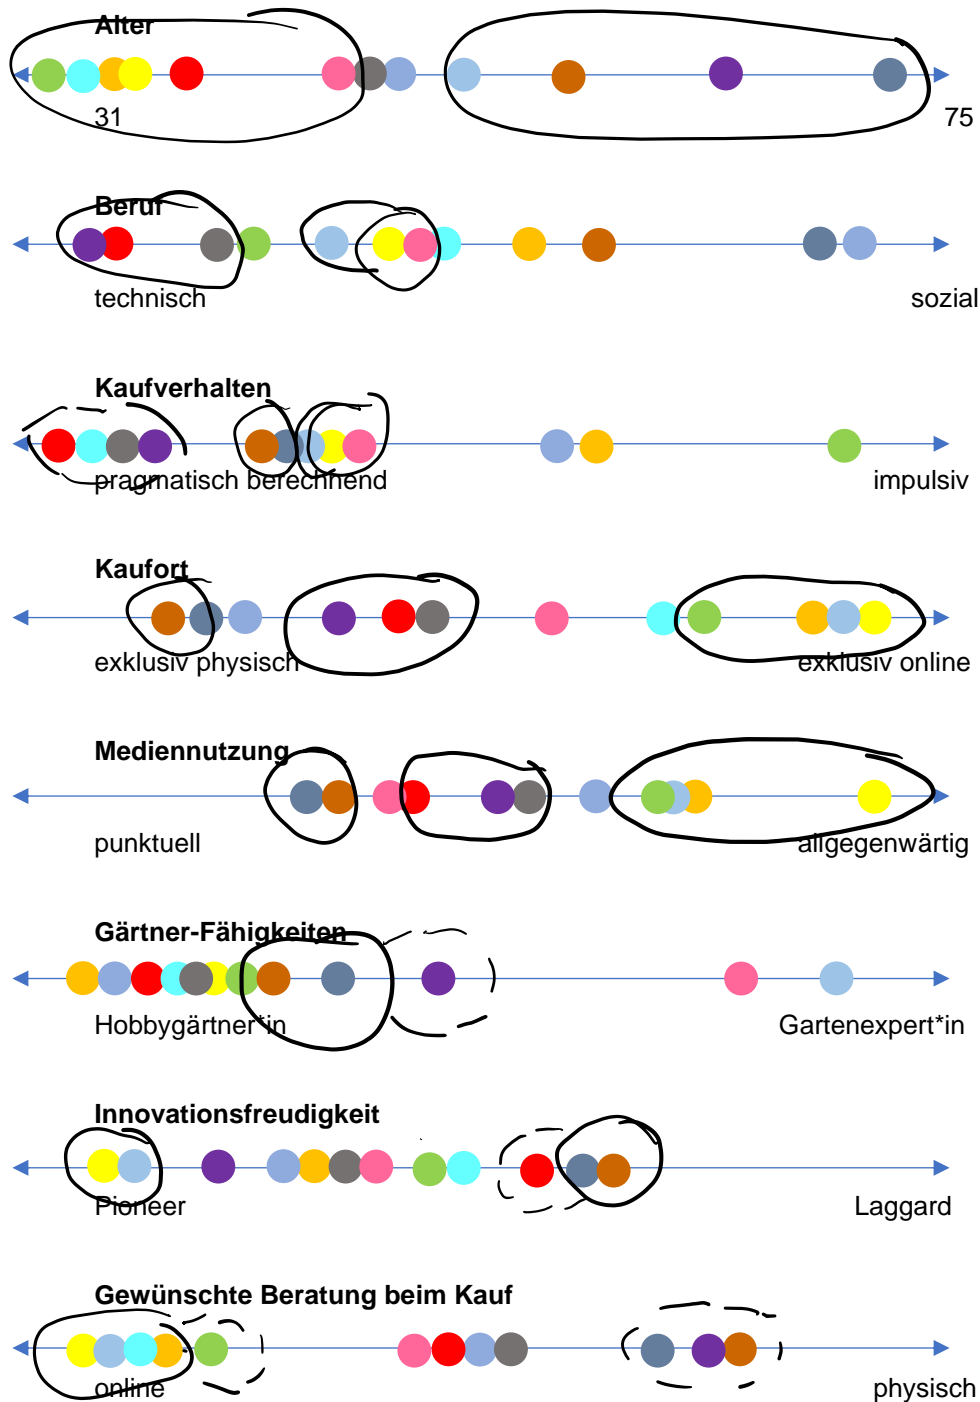 Alter
31 75
Beruf
technisch sozial
Kaufverhalten
pragmatisch berechnend impulsiv
Kaufort
exklusiv physisch exklusiv online
Mediennutzung
punktuell allgegenwärtig
Gärtner-Fähigkeiten
Hobbygärtner*in Gartenexpert*in
Innovationsfreudigkeit
Pioneer Laggard
Gewünschte Beratung beim Kauf
online physisch